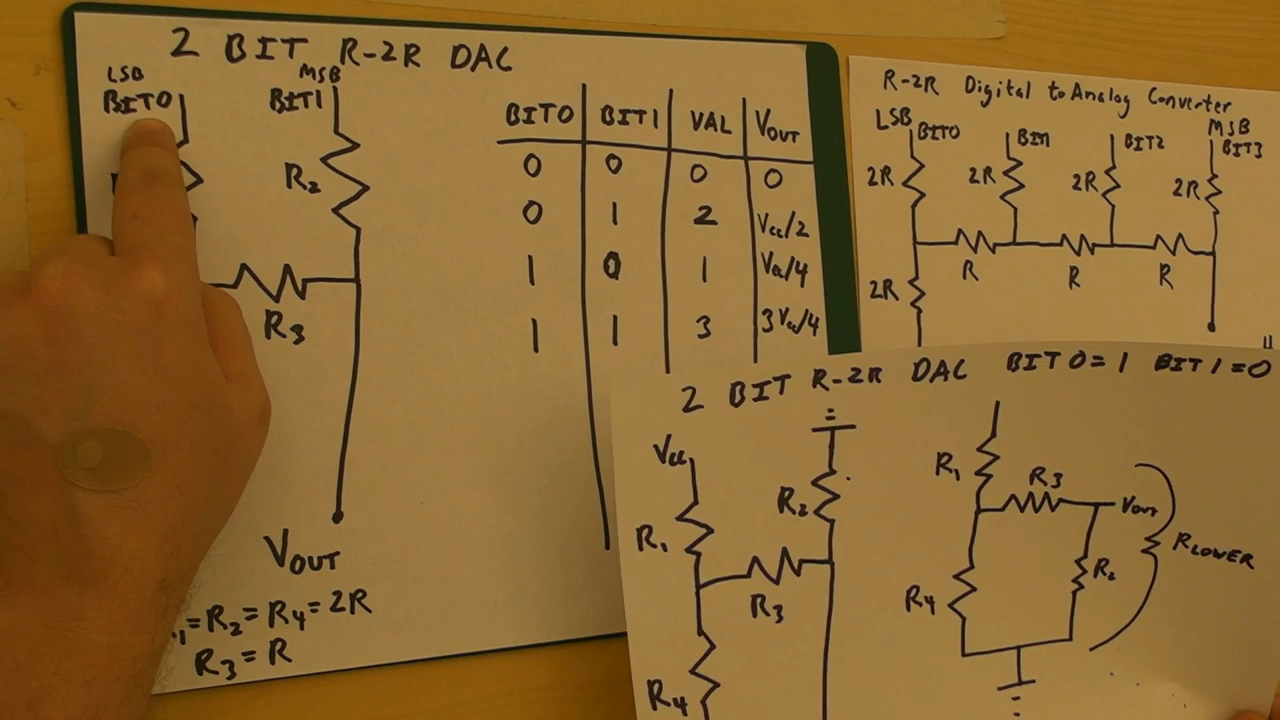 2 BIT R-2R DAC
LSB
BIT0
MSB
BIT1
R2
R3
VOUT
1=R2=R4=2R
R3=R
BIT0 BIT1 VAL VOUT
0 0 0 0
0 1 2 Vcc/2
1 0 1 Vcc/4
1 1 3 3Vcc/4
R-2R Digital to Analog Converter
LSB
BIT0
BIT1
BIT2
MSB
BIT3
2R 2R 2R 2R
R R R
2R
2 BIT R-2R DAC BIT0=1 BIT1=0
Vcc
R1
R2
R3
R4
R1
R3
VOUT
R4
R2
RLOWER